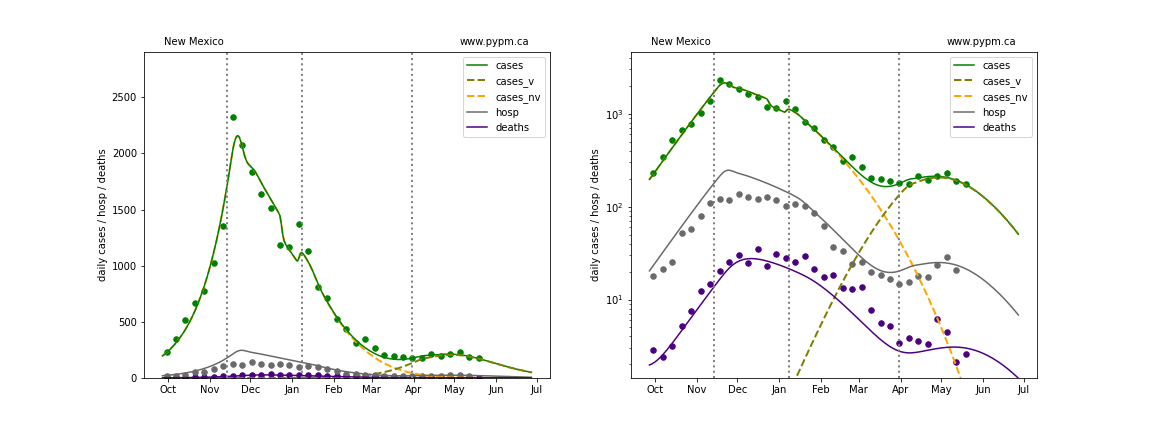 New Mexico www.pypm.ca
cases
cases_v
cases_nv
hosp
deaths
2500
2000
1500
1000
500
0
daily cases / hosp / deaths
Oct Nov Dec Jan Feb Mar Apr May Jun Jul
New Mexico www.pypm.ca
cases
cases_v
cases_nv
hosp
deaths
10³
10²
10¹
daily cases / hosp / deaths
Oct Nov Dec Jan Feb Mar Apr May Jun Jul